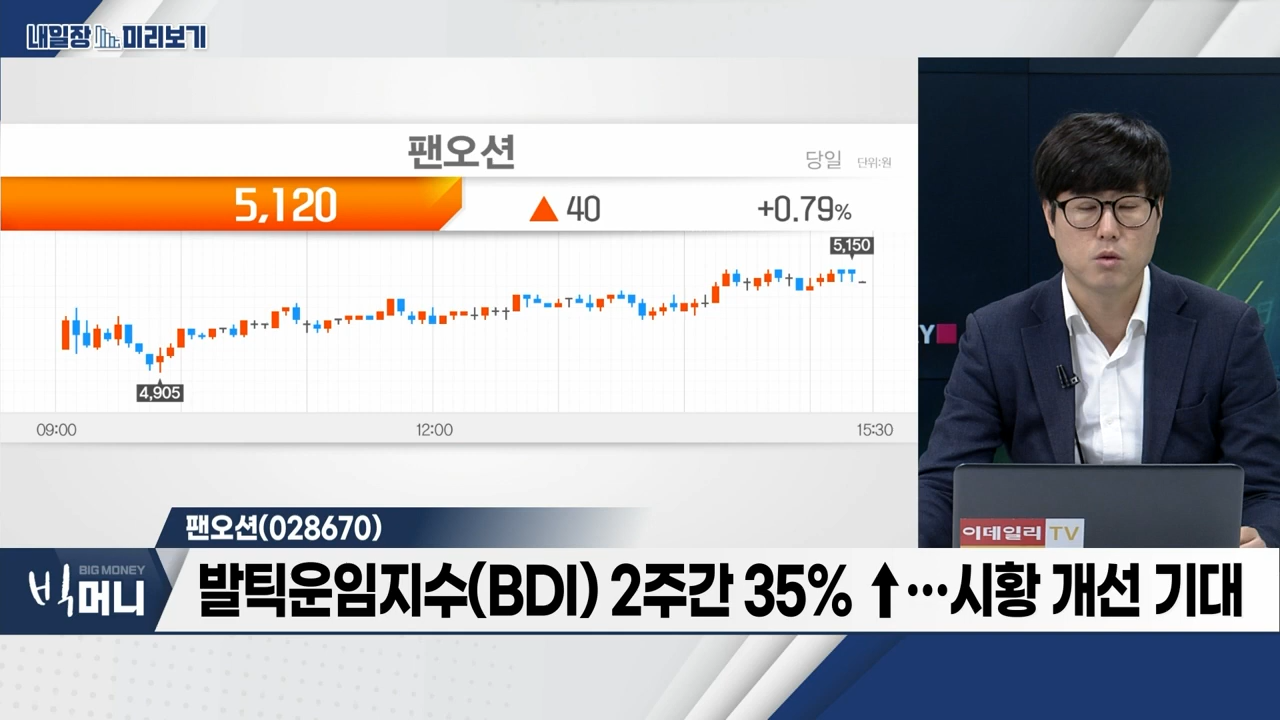 내일장 미리보기
팬오션
당일 단위:원
5,120 ▲ 40 +0.79%
5,150
4,905
09:00 12:00 15:30
Y
이데일리 TV
팬오션(028670)
BIG MONEY
빅머니
발틱운임지수(BDI) 2주간 35% ↑…시황 개선 기대